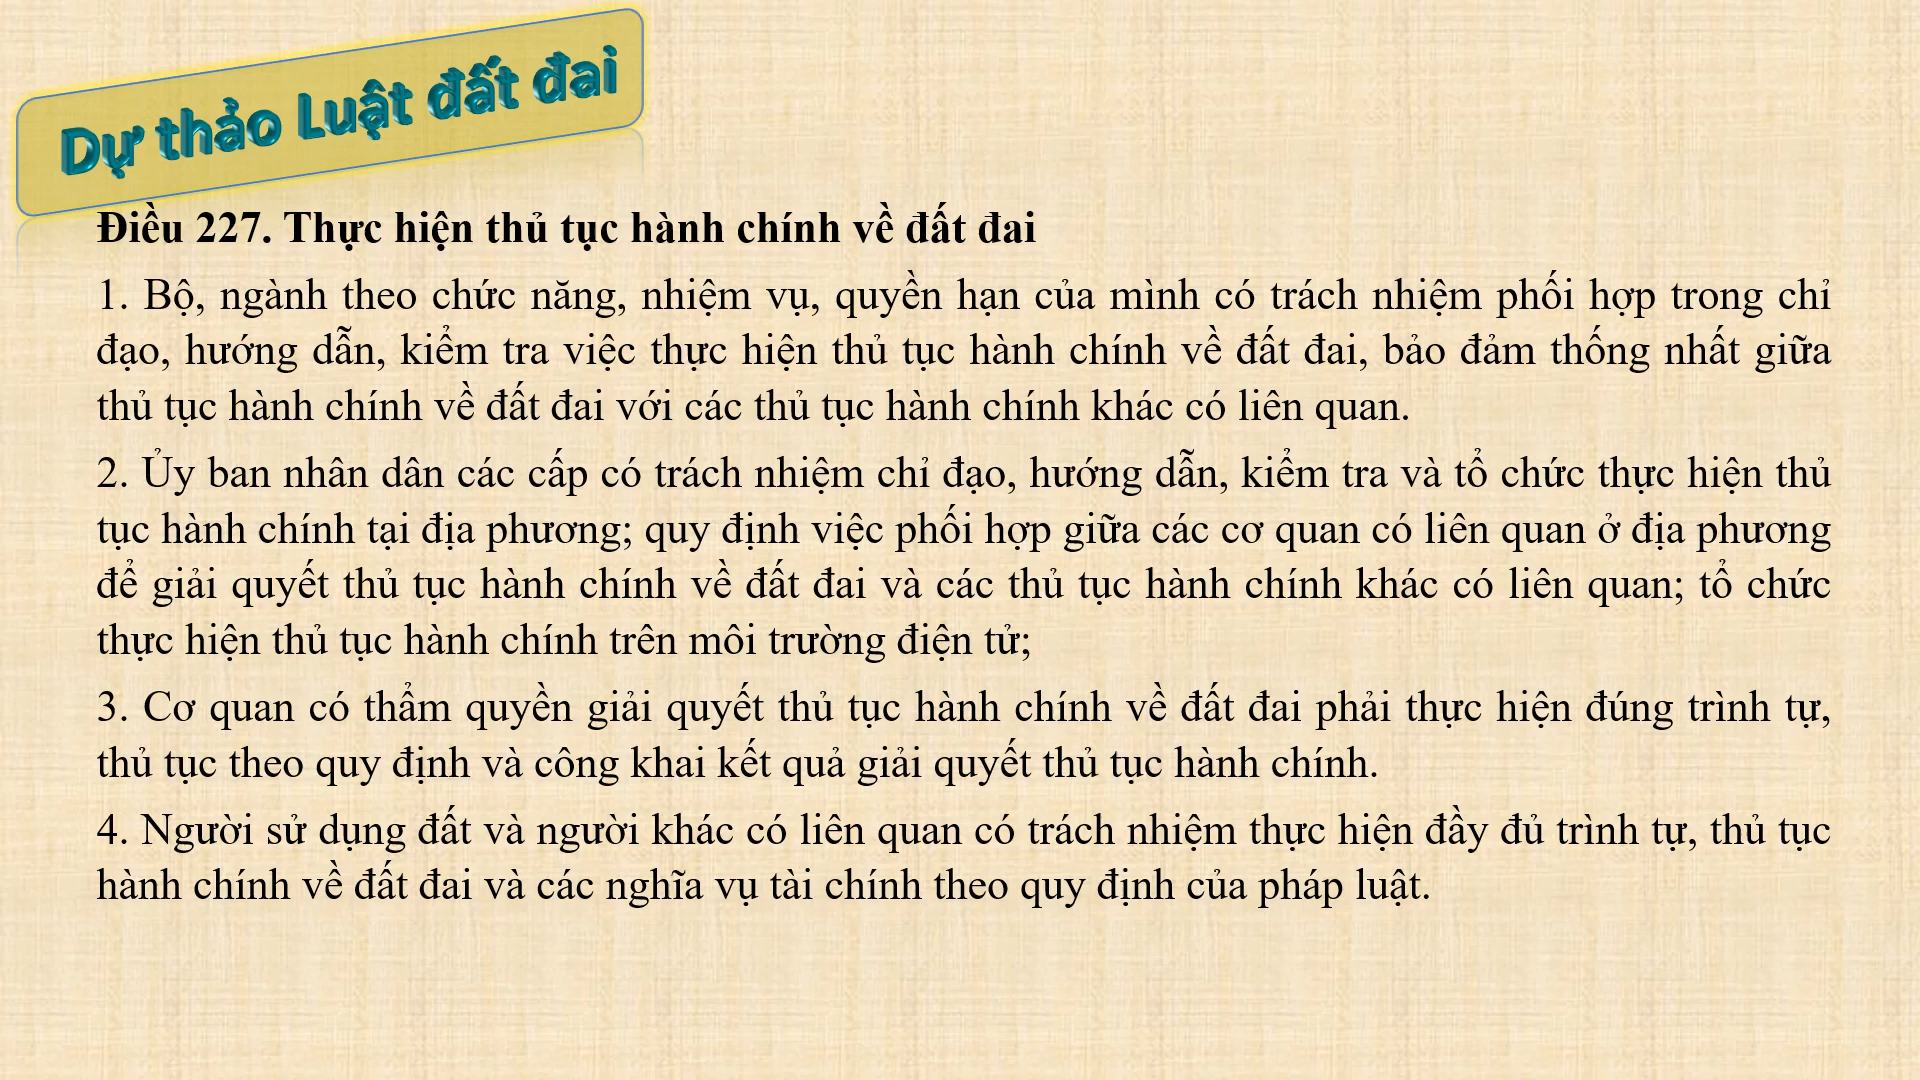 Dự thảo Luật đất đai
Điều 227. Thực hiện thủ tục hành chính về đất đai
1. Bộ, ngành theo chức năng, nhiệm vụ, quyền hạn của mình có trách nhiệm phối hợp trong chỉ
đạo, hướng dẫn, kiểm tra việc thực hiện thủ tục hành chính về đất đai, bảo đảm thống nhất giữa
thủ tục hành chính về đất đai với các thủ tục hành chính khác có liên quan.
2. Ủy ban nhân dân các cấp có trách nhiệm chỉ đạo, hướng dẫn, kiểm tra và tổ chức thực hiện thủ
tục hành chính tại địa phương; quy định việc phối hợp giữa các cơ quan có liên quan ở địa phương
để giải quyết thủ tục hành chính về đất đai và các thủ tục hành chính khác có liên quan; tổ chức
thực hiện thủ tục hành chính trên môi trường điện tử;
3. Cơ quan có thẩm quyền giải quyết thủ tục hành chính về đất đai phải thực hiện đúng trình tự,
thủ tục theo quy định và công khai kết quả giải quyết thủ tục hành chính.
4. Người sử dụng đất và người khác có liên quan có trách nhiệm thực hiện đầy đủ trình tự, thủ tục
hành chính về đất đai và các nghĩa vụ tài chính theo quy định của pháp luật.